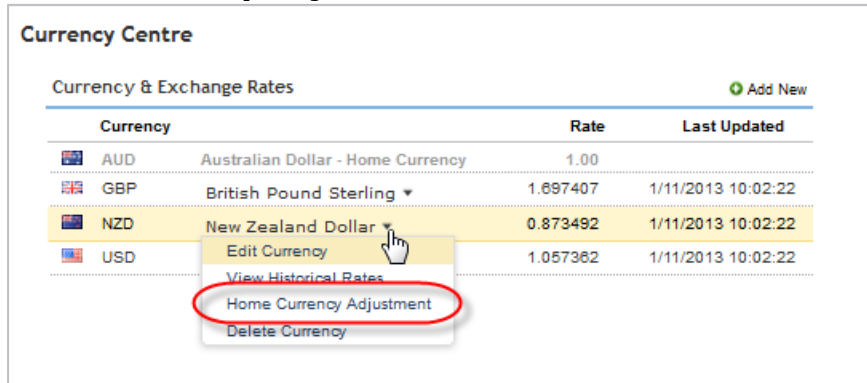 Currency Centre
Currency & Exchange Rates Add New
Currency Rate Last Updated
AUD Australian Dollar - Home Currency 1.00
GBP British Pound Sterling 1.697407 1/11/2013 10:02:22
NZD New Zealand Dollar 0.873492 1/11/2013 10:02:22
USD 1.057362 1/11/2013 10:02:22
Edit Currency
View Historical Rates
Home Currency Adjustment
Delete Currency